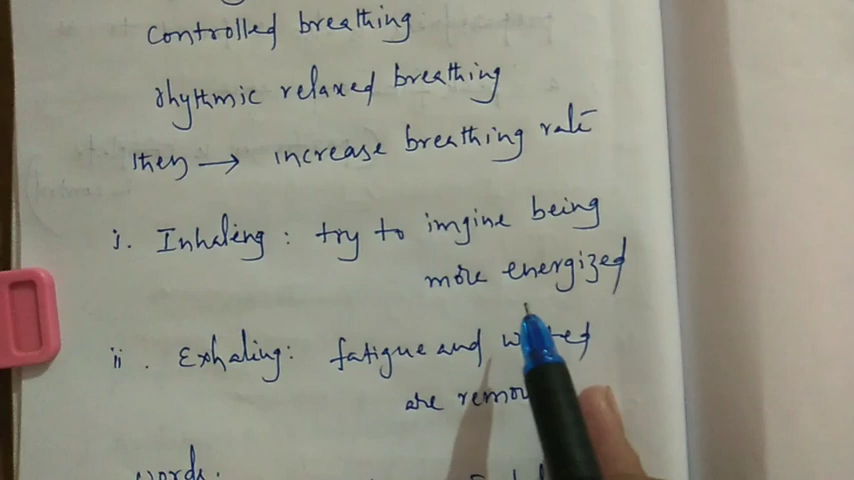 controlled breathing
rhythmic relaxed breathing
then → increase breathing rate
i. Inhaling: try to imgine being
more energized
ii. Exhaling: fatigue and
are
words.